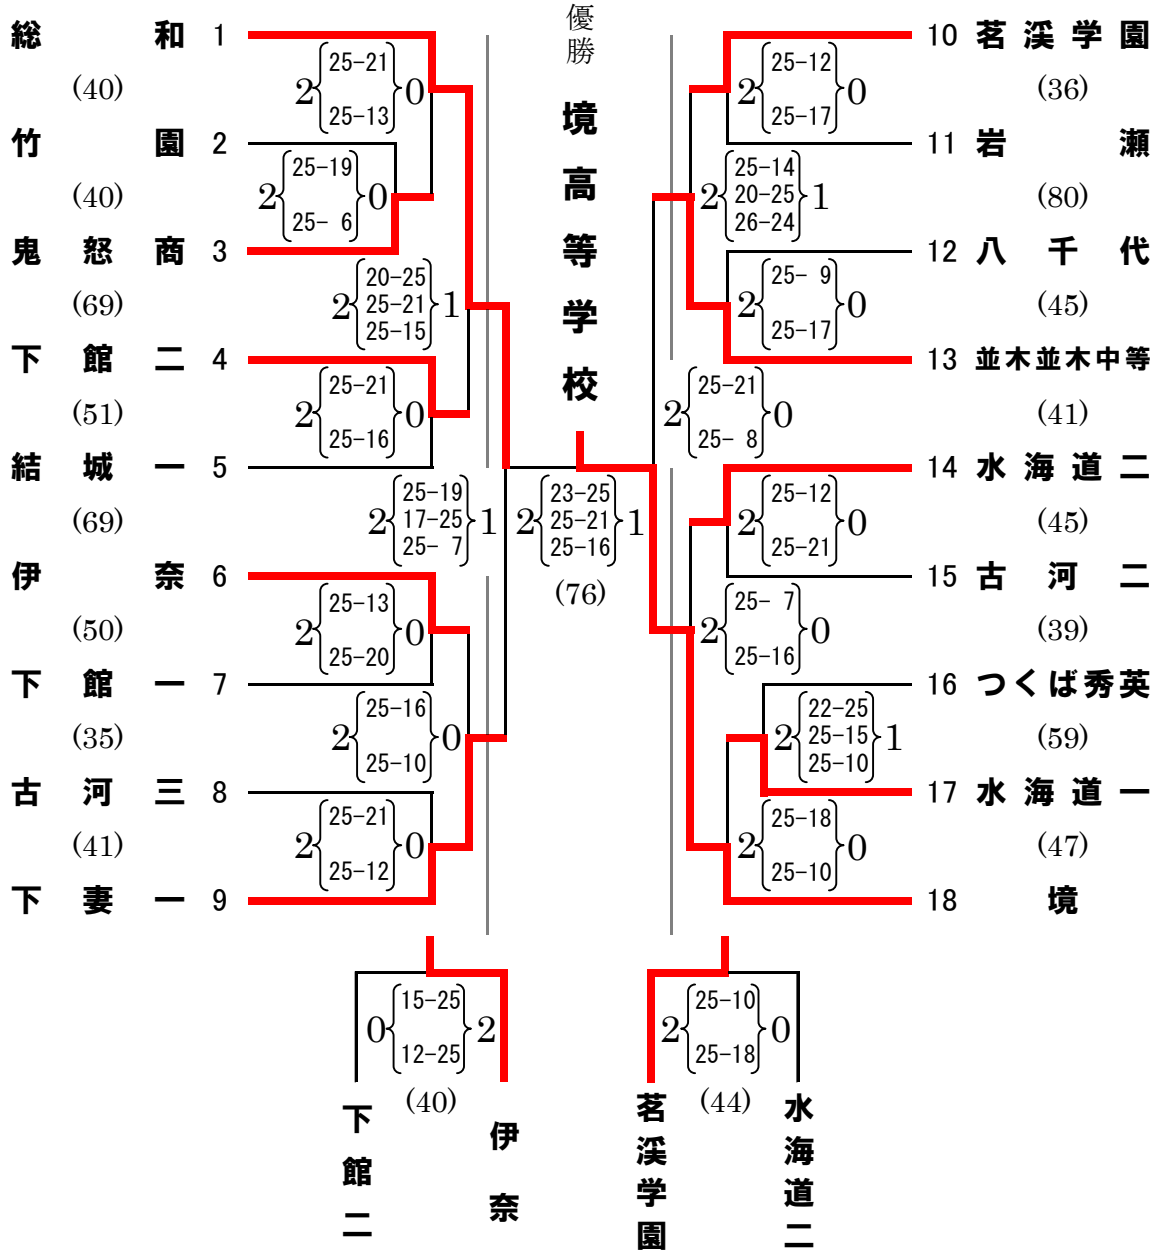 優勝
境高等学校
総和 1
(40)
竹園 2
(40)
鬼怒商 3
(69)
下館二 4
(51)
結城一 5
(69)
伊奈 6
(50)
下館一 7
(35)
古河三 8
(41)
下妻一 9
2 25-21 25-13 0
2 25-19 25- 6 0
2 20-25 25-21 25-15 1
2 25-21 25-16 0
2 25-19 17-25 25- 7 1
2 25-13 25-20 0
2 25-16 25-10 0
2 25-21 25-12 0
2 23-25 25-21 25-16 1
(76)
10 茗溪学園
(36)
11 岩瀬
(80)
12 八千代
(45)
13 並木並木中等
(41)
14 水海道二
(45)
15 古河二
(39)
16 つくば秀英
(59)
17 水海道一
(47)
18 境
2 25-12 25-17 0
2 25-14 20-25 26-24 1
2 25- 9 25-17 0
2 25-21 25- 8 0
2 25-12 25-21 0
2 25- 7 25-16 0
2 22-25 25-15 25-10 1
2 25-18 25-10 0
0 15-25 12-25 2
(40)
下館二
伊奈
2 25-10 25-18 0
(44)
茗溪学園
水海道二